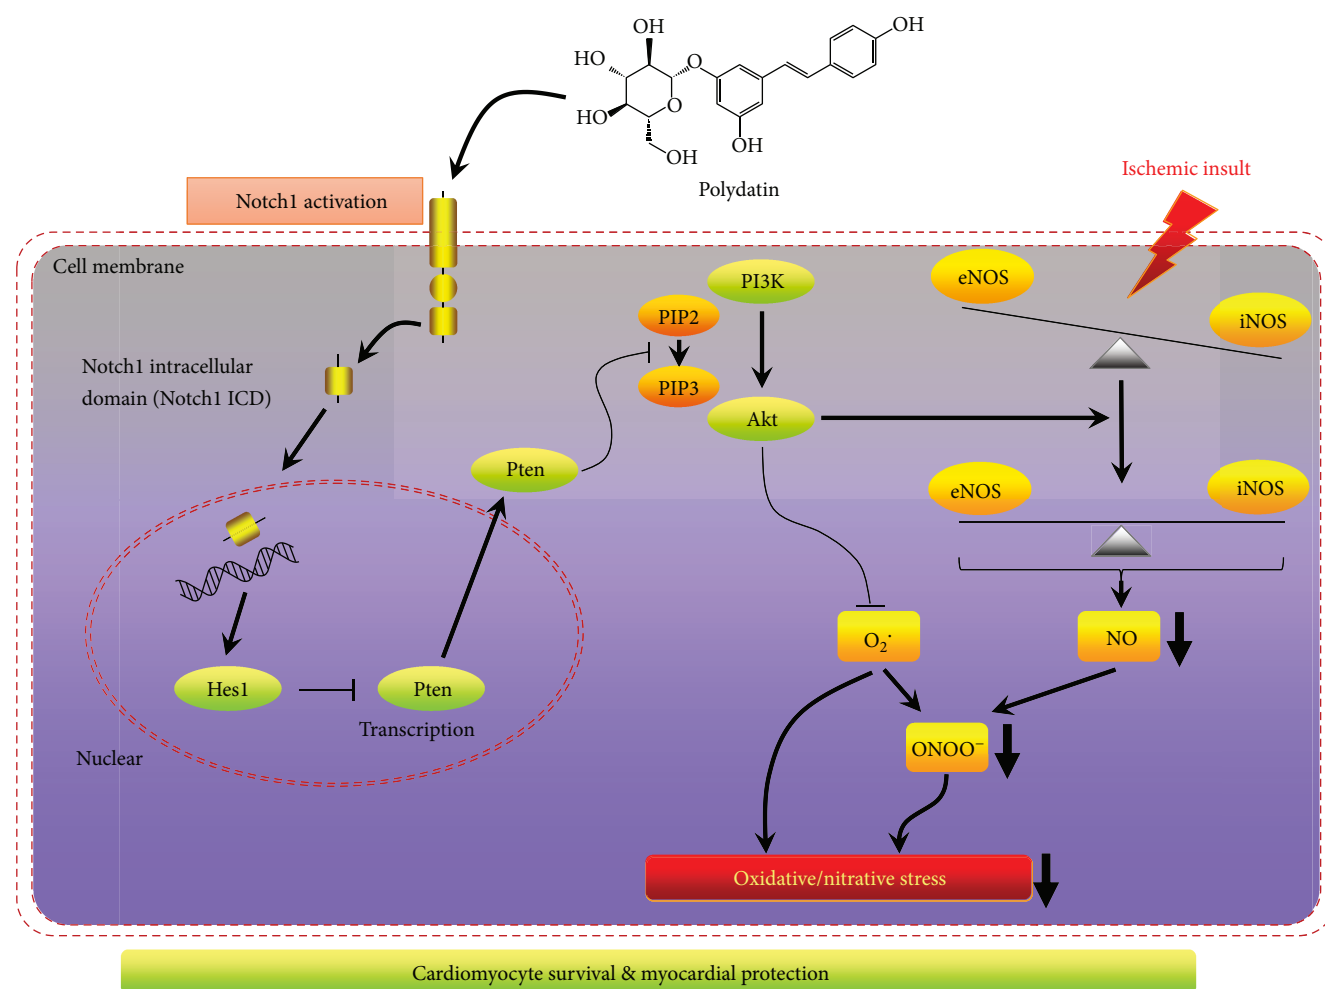 OH
OH
HO
O
HO
O
HO
OH
OH
Polydatin
Ischemic insult
Notch1 activation
Cell membrane
PI3K
eNOS
PIP2
iNOS
Notch1 intracellular
domain (Notch1 ICD)
PIP3
Akt
Pten
eNOS
iNOS
O₂˙
NO
Hes1
Pten
Transcription
Nuclear
ONOO⁻
Oxidative/nitrative stress
Cardiomyocyte survival & myocardial protection